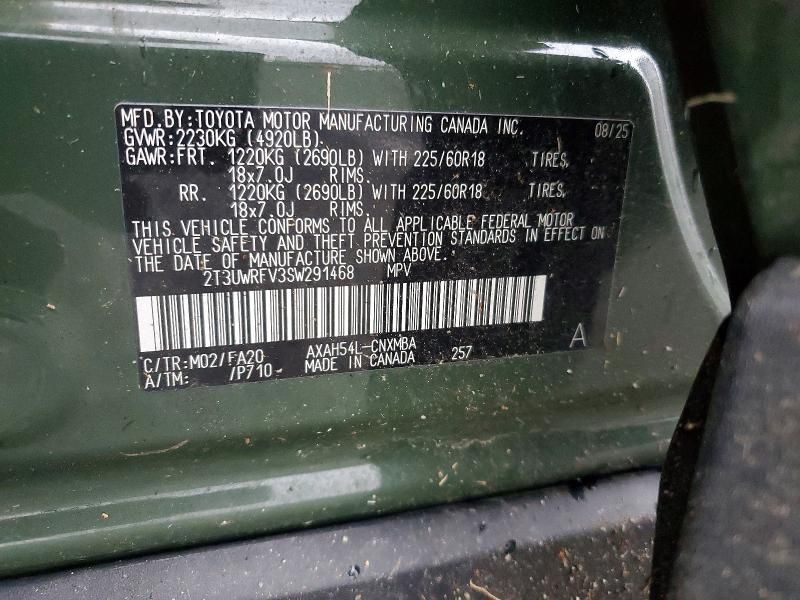 MFD.BY:TOYOTA MOTOR MANUFACTURING CANADA INC. 08/25
GVWR:2230KG (4920LB)
GAWR:FRT. 1220KG (2690LB) WITH 225/60R18 TIRES,
18x7.0J RIMS.
RR. 1220KG (2690LB) WITH 225/60R18 TIRES,
18x7.0J RIMS.
THIS VEHICLE CONFORMS TO ALL APPLICABLE FEDERAL MOTOR
VEHICLE SAFETY AND THEFT PREVENTION STANDARDS IN EFFECT ON
THE DATE OF MANUFACTURE SHOWN ABOVE.
2T3UWRFV3SW291468 MPV
C/TR:M02/FA20 AXAH54L-CNXMBA
A/TM: /P710- MADE IN CANADA 257 A